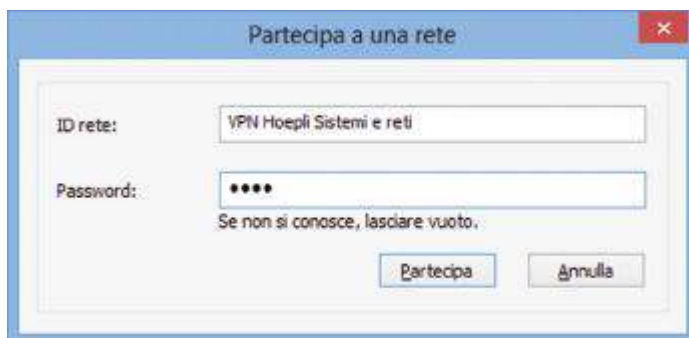 Partecipa a una rete
ID rete: VPN Hoepli Sistemi e reti
Password: ••••
Se non si conosce, lasciare vuoto.
Partecipa Annulla